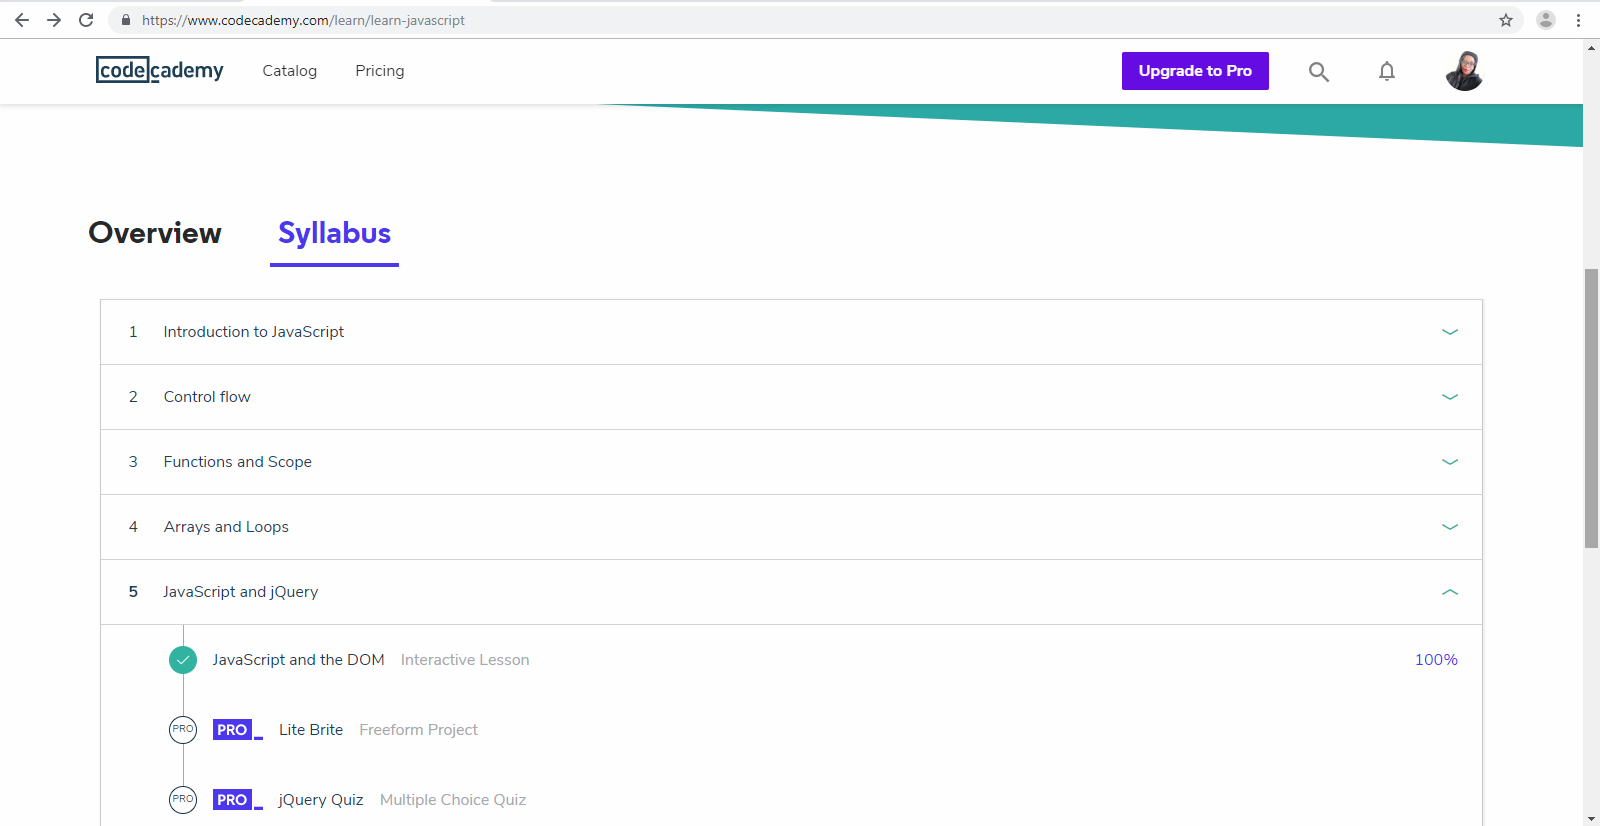 https://www.codecademy.com/learn/learn-javascript
codecademy Catalog Pricing Upgrade to Pro
Overview Syllabus
1 Introduction to JavaScript
2 Control flow
3 Functions and Scope
4 Arrays and Loops
5 JavaScript and jQuery
JavaScript and the DOM Interactive Lesson 100%
PRO PRO_ Lite Brite Freeform Project
PRO PRO_ jQuery Quiz Multiple Choice Quiz